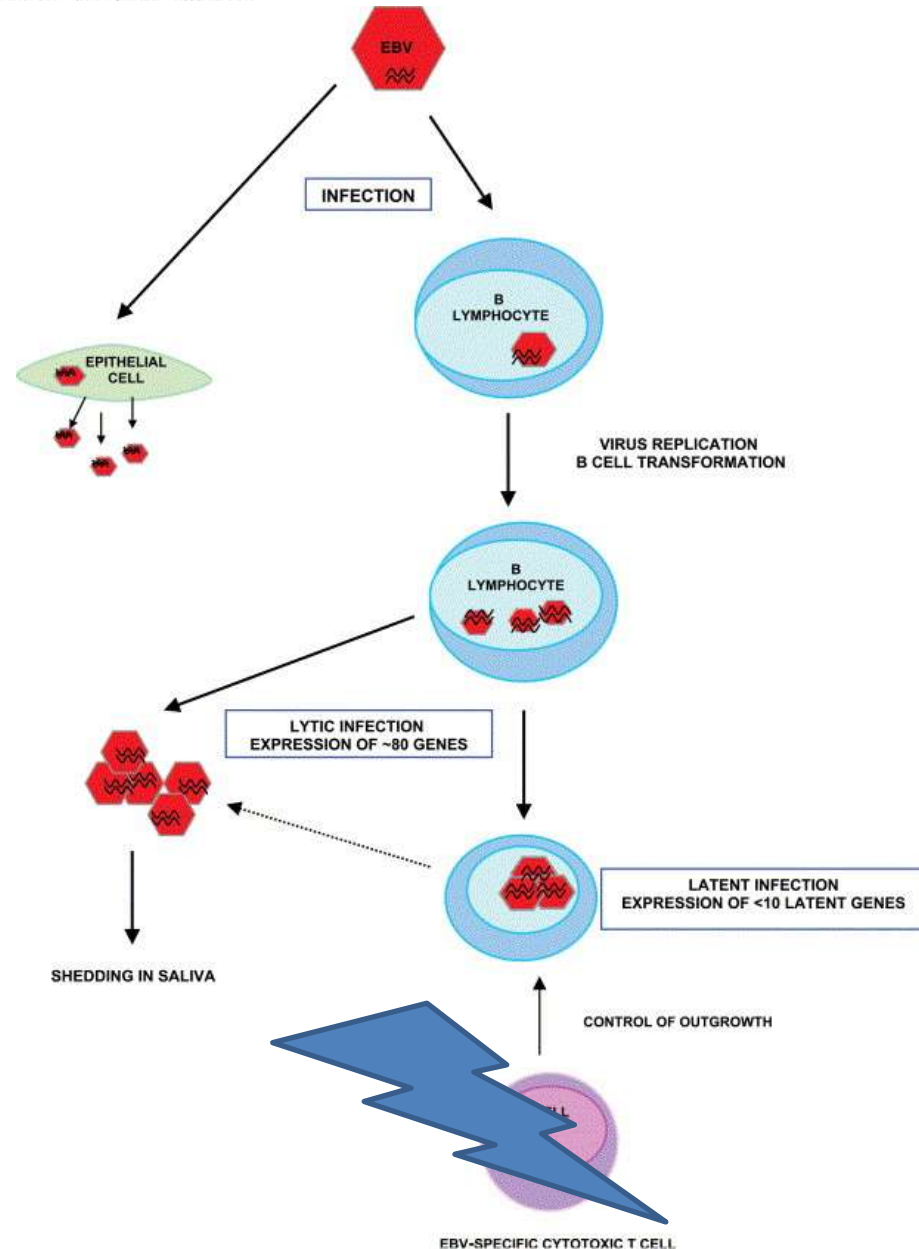 EBV
INFECTION
B
LYMPHOCYTE
EPITHELIAL
CELL
VIRUS REPLICATION
B CELL TRANSFORMATION
B
LYMPHOCYTE
LYTIC INFECTION
EXPRESSION OF ~80 GENES
LATENT INFECTION
EXPRESSION OF <10 LATENT GENES
SHEDDING IN SALIVA
CONTROL OF OUTGROWTH
EBV-SPECIFIC CYTOTOXIC T CELL